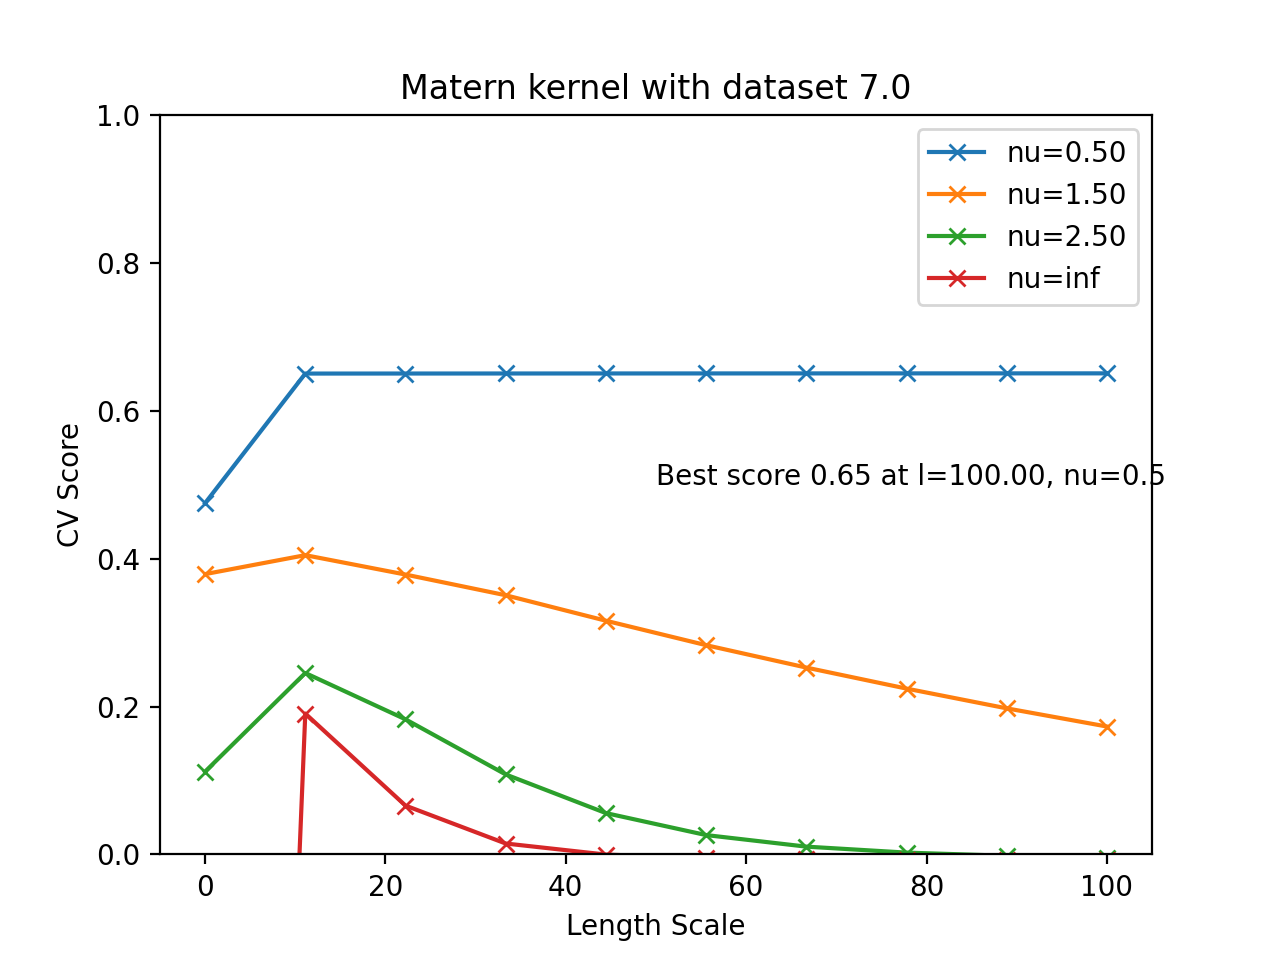 Matern kernel with dataset 7.0
1.0
0.8
0.6
0.4
0.2
0.0
CV Score
nu=0.50
nu=1.50
nu=2.50
nu=inf
Best score 0.65 at l=100.00, nu=0.5
0 20 40 60 80 100
Length Scale